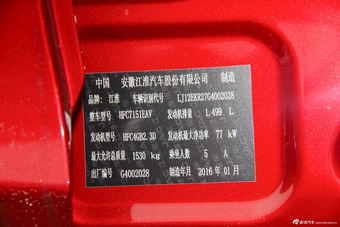 中国 安徽江淮汽车股份有限公司 制造
品牌: 江淮 车辆识别代号 LJ12EKR27G4002028
整车型号 HFC7151EAV 发动机排量 1.499 L
发动机型号 HFC4GB2.3D 发动机最大净功率 77 kW
最大允许总质量 1530 kg 乘坐人数 5 人
出厂编号 G4002028 制造年月 2016 年 01 月